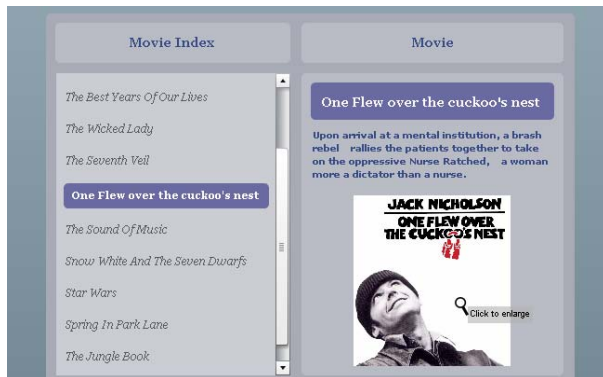 Movie Index
The Best Years Of Our Lives
The Wicked Lady
The Seventh Veil
One Flew over the cuckoo's nest
The Sound Of Music
Snow White And The Seven Dwarfs
Star Wars
Spring In Park Lane
The Jungle Book
Movie
One Flew over the cuckoo's nest
Upon arrival at a mental institution, a brash
rebel rallies the patients together to take
on the oppressive Nurse Ratched, a woman
more a dictator than a nurse.
JACK NICHOLSON
ONE FLEW OVER
THE CUCKOO'S NEST
Click to enlarge